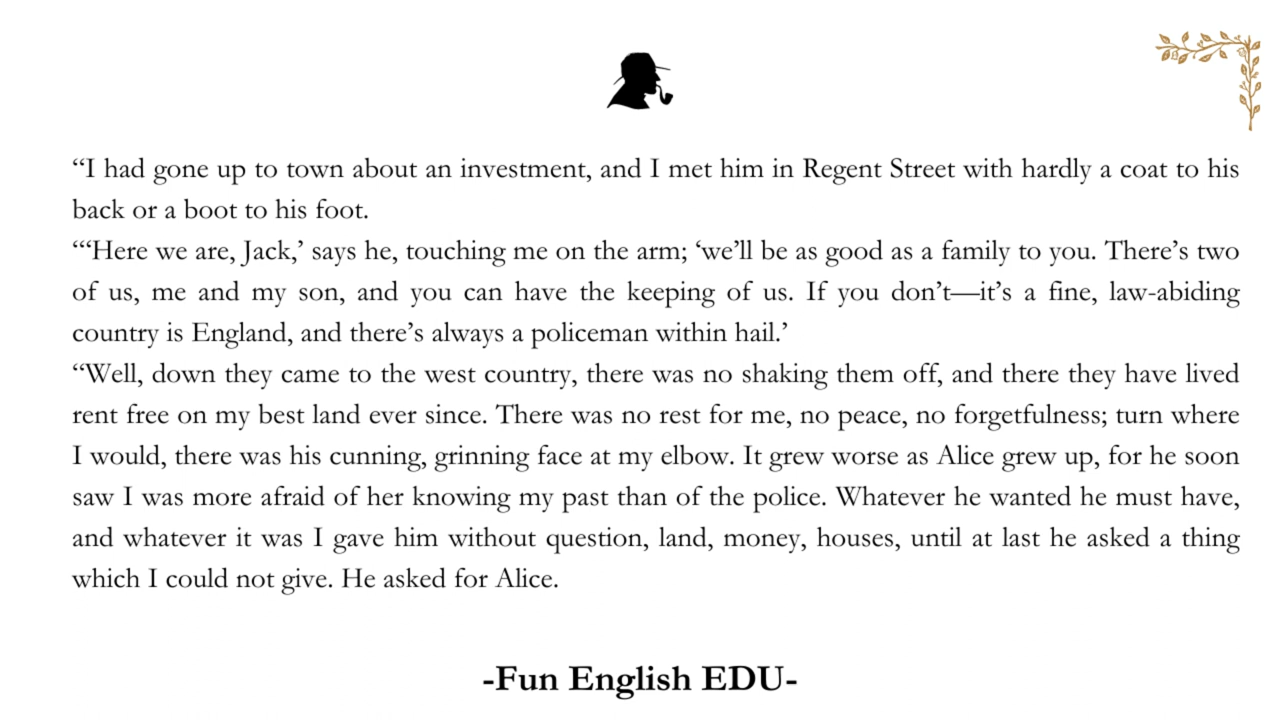 “I had gone up to town about an investment, and I met him in Regent Street with hardly a coat to his
back or a boot to his foot.
“‘Here we are, Jack,’ says he, touching me on the arm; ‘we’ll be as good as a family to you. There’s two
of us, me and my son, and you can have the keeping of us. If you don’t—it’s a fine, law-abiding
country is England, and there’s always a policeman within hail.’
“Well, down they came to the west country, there was no shaking them off, and there they have lived
rent free on my best land ever since. There was no rest for me, no peace, no forgetfulness; turn where
I would, there was his cunning, grinning face at my elbow. It grew worse as Alice grew up, for he soon
saw I was more afraid of her knowing my past than of the police. Whatever he wanted he must have,
and whatever it was I gave him without question, land, money, houses, until at last he asked a thing
which I could not give. He asked for Alice.
-Fun English EDU-